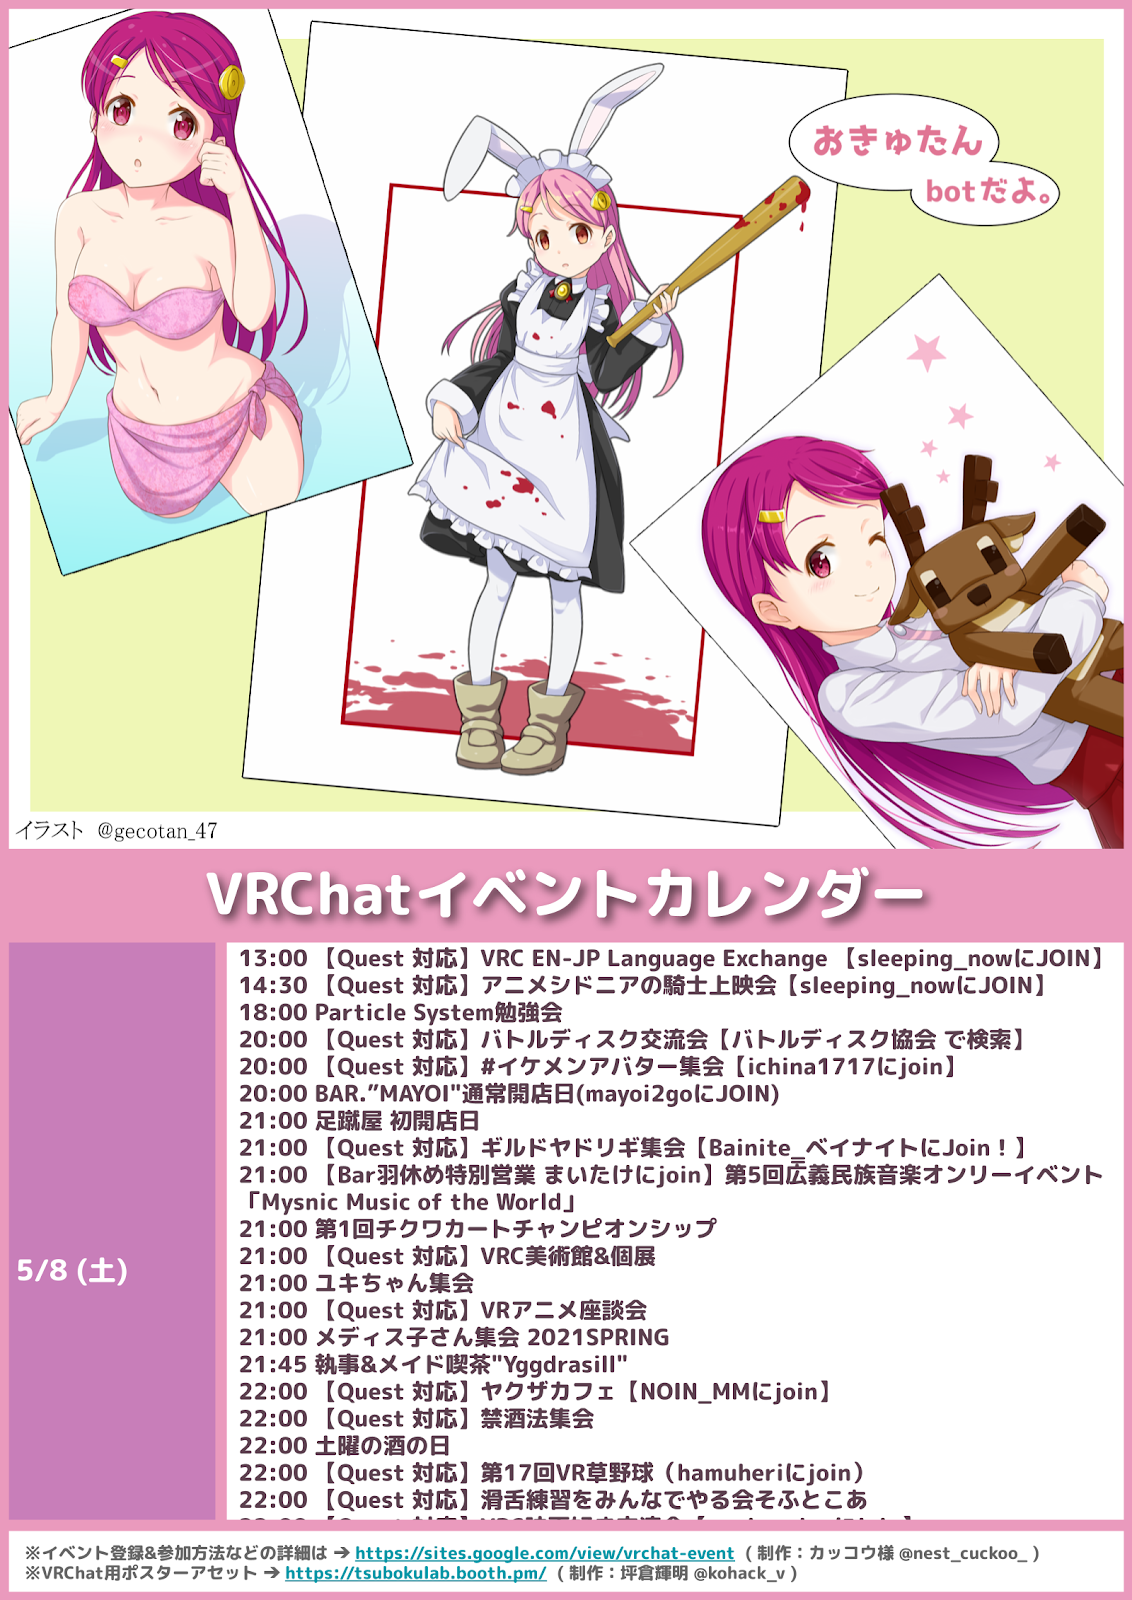 おきゅたん
botだよ。
イラスト @gecotan_47
VRChatイベントカレンダー
5/8 (土)
13:00 【Quest 対応】VRC EN-JP Language Exchange 【sleeping_nowにJOIN】
14:30 【Quest 対応】アニメシドニアの騎士上映会【sleeping_nowにJOIN】
18:00 Particle System勉強会
20:00 【Quest 対応】バトルディスク交流会【バトルディスク協会 で検索】
20:00 【Quest 対応】#イケメンアバター集会【ichina1717にjoin】
20:00 BAR.”MAYOI"通常開店日(mayoi2goにJOIN)
21:00 足蹴屋 初開店日
21:00 【Quest 対応】ギルドヤドリギ集会【Bainite_ベイナイトにJoin！】
21:00 【Bar羽休め特別営業 まいたけにjoin】第5回広義民族音楽オンリーイベント
「Mysnic Music of the World」
21:00 第1回チクワカートチャンピオンシップ
21:00 【Quest 対応】VRC美術館&個展
21:00 ユキちゃん集会
21:00 【Quest 対応】VRアニメ座談会
21:00 メディス子さん集会 2021SPRING
21:45 執事&メイド喫茶"Yggdrasill"
22:00 【Quest 対応】ヤクザカフェ【NOIN_MMにjoin】
22:00 【Quest 対応】禁酒法集会
22:00 土曜の酒の日
22:00 【Quest 対応】第17回VR草野球（hamuheriにjoin）
22:00 【Quest 対応】滑舌練習をみんなでやる会そふとこあ
※イベント登録&参加方法などの詳細は → https://sites.google.com/view/vrchat-event ( 制作：カッコウ様 @nest_cuckoo_ )
※VRChat用ポスターアセット → https://tsubokulab.booth.pm/ ( 制作：坪倉輝明 @kohack_v )